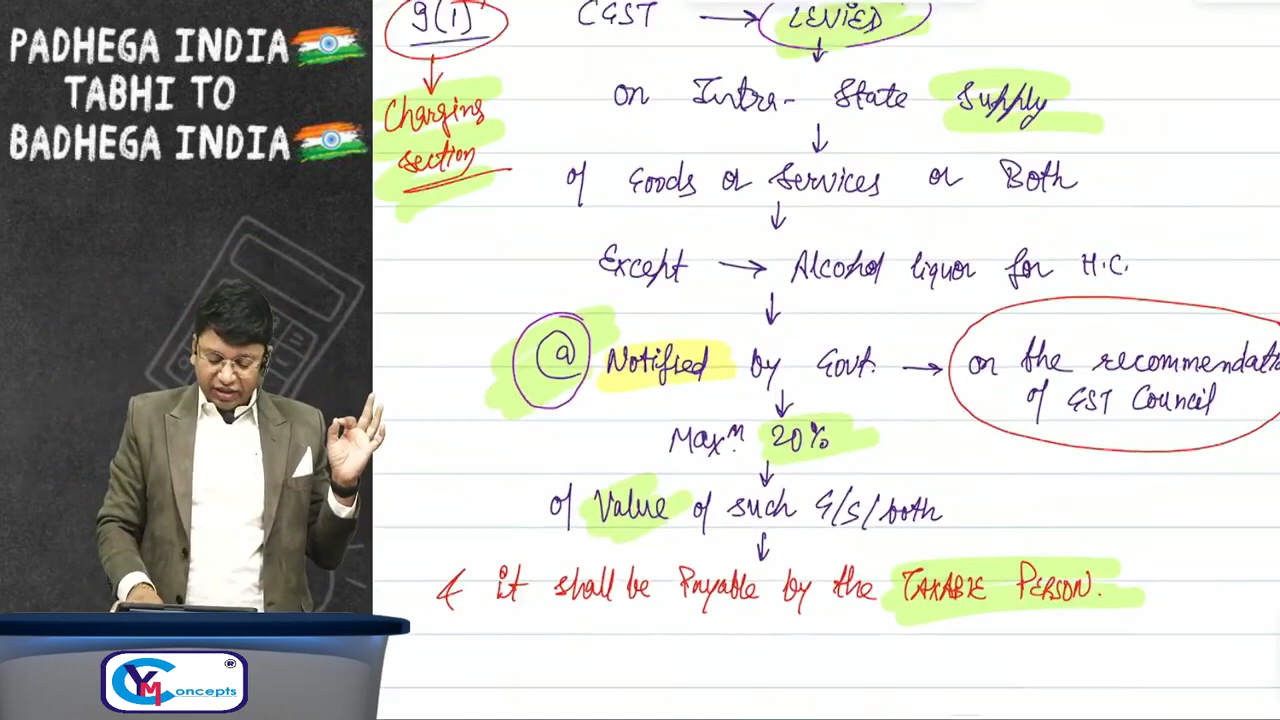 PADHEGA INDIA
TABHI TO
BADHEGA INDIA
9(1)
CGST → LEVIED
Charging
section
on Intra-State Supply
of Goods or Services or Both
Except → Alcohol liquor for H.C.
@ Notified by Govt. → on the recommendati
of GST Council
Maxᵐ. 20%
of Value of such G/S/both
& it shall be Payable by the TAXABLE PERSON.
YM Concepts ®